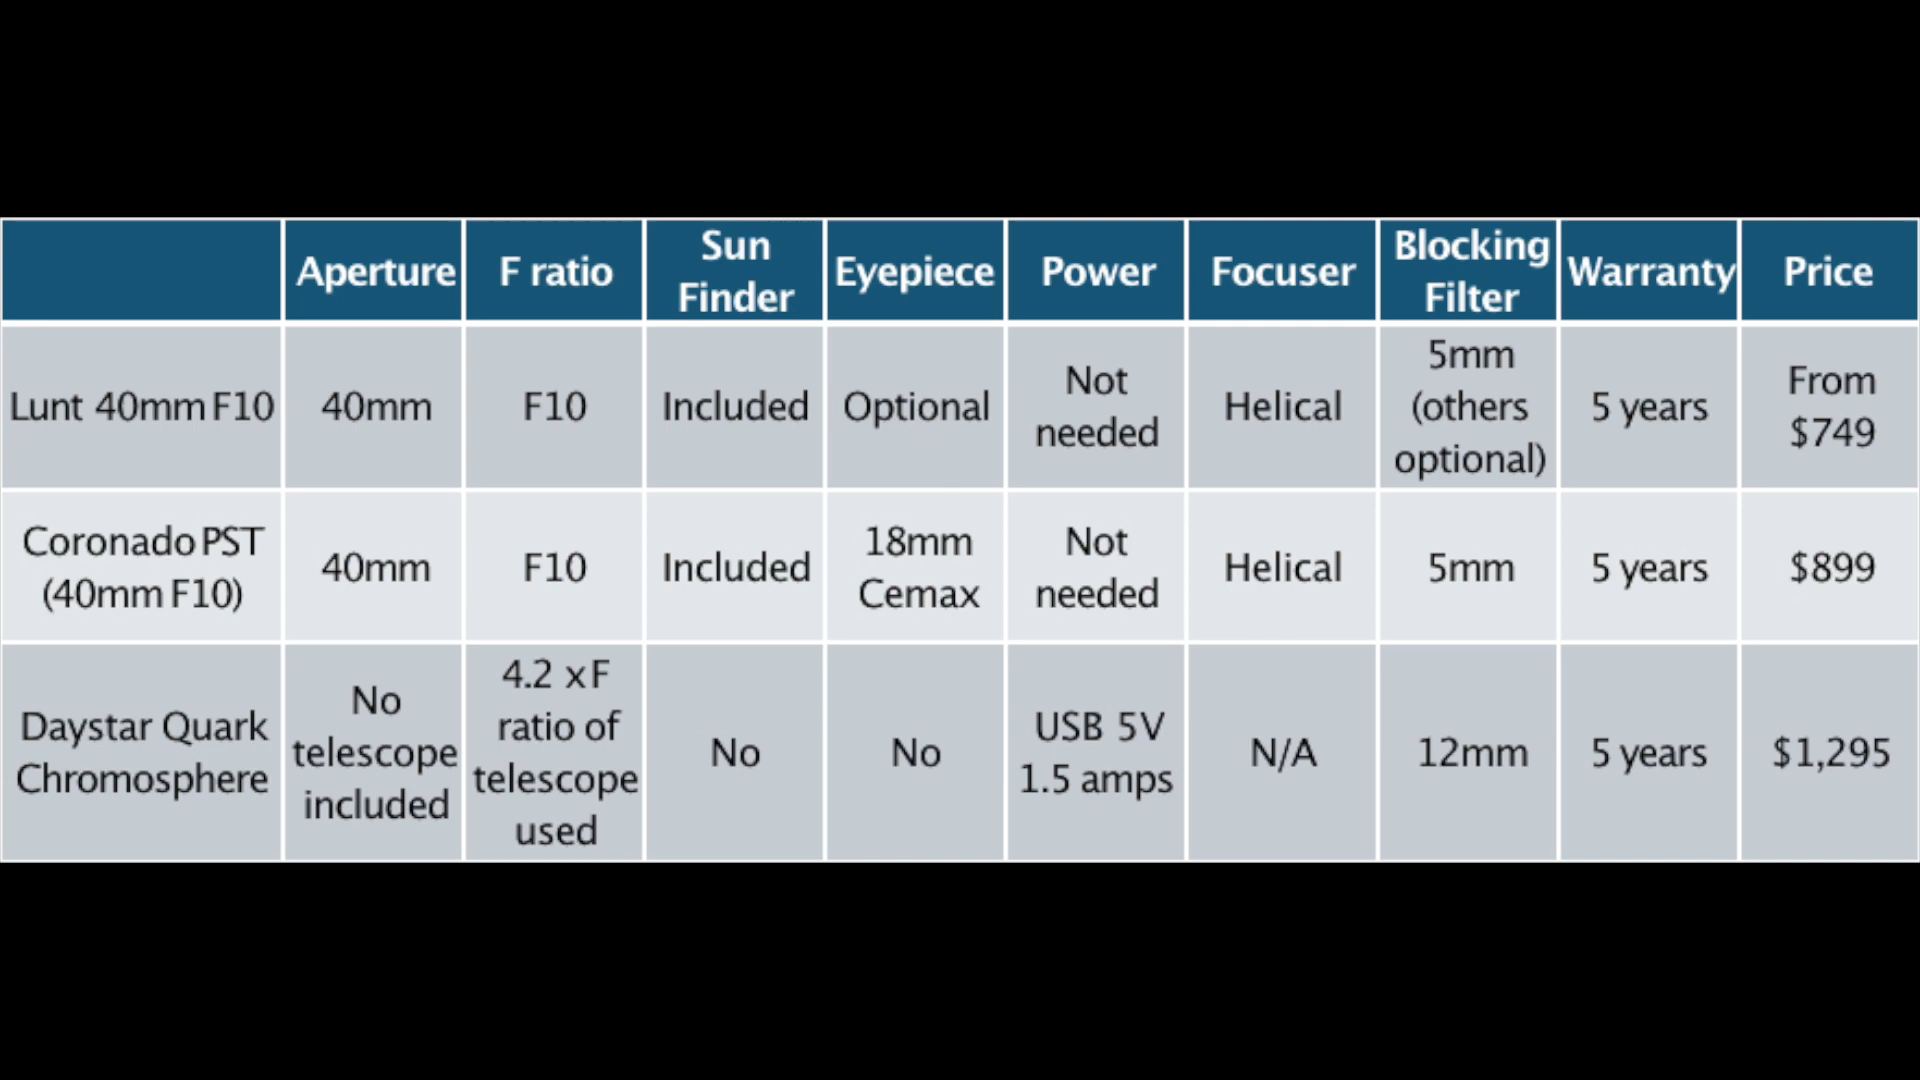 Aperture
F ratio
Sun
Finder
Eyepiece
Power
Focuser
Blocking
Filter
Warranty
Price
Lunt 40mm F10
40mm
F10
Included
Optional
Not
needed
Helical
5mm
(others
optional)
5 years
From
$749
Coronado PST
(40mm F10)
40mm
F10
Included
18mm
Cemax
Not
needed
Helical
5mm
5 years
$899
Daystar Quark
Chromosphere
No
telescope
included
4.2 x F
ratio of
telescope
used
No
No
USB 5V
1.5 amps
N/A
12mm
5 years
$1,295